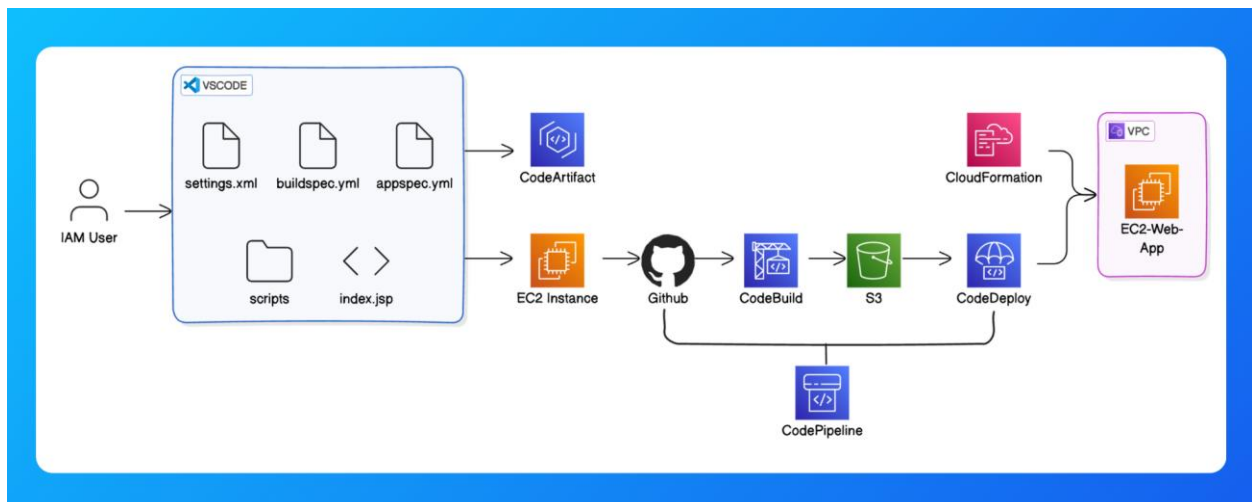 VSCODE
settings.xml
buildspec.yml
appspec.yml
scripts
index.jsp
IAM User
CodeArtifact
EC2 Instance
Github
CodeBuild
S3
CodeDeploy
CodePipeline
CloudFormation
VPC
EC2-Web-
App